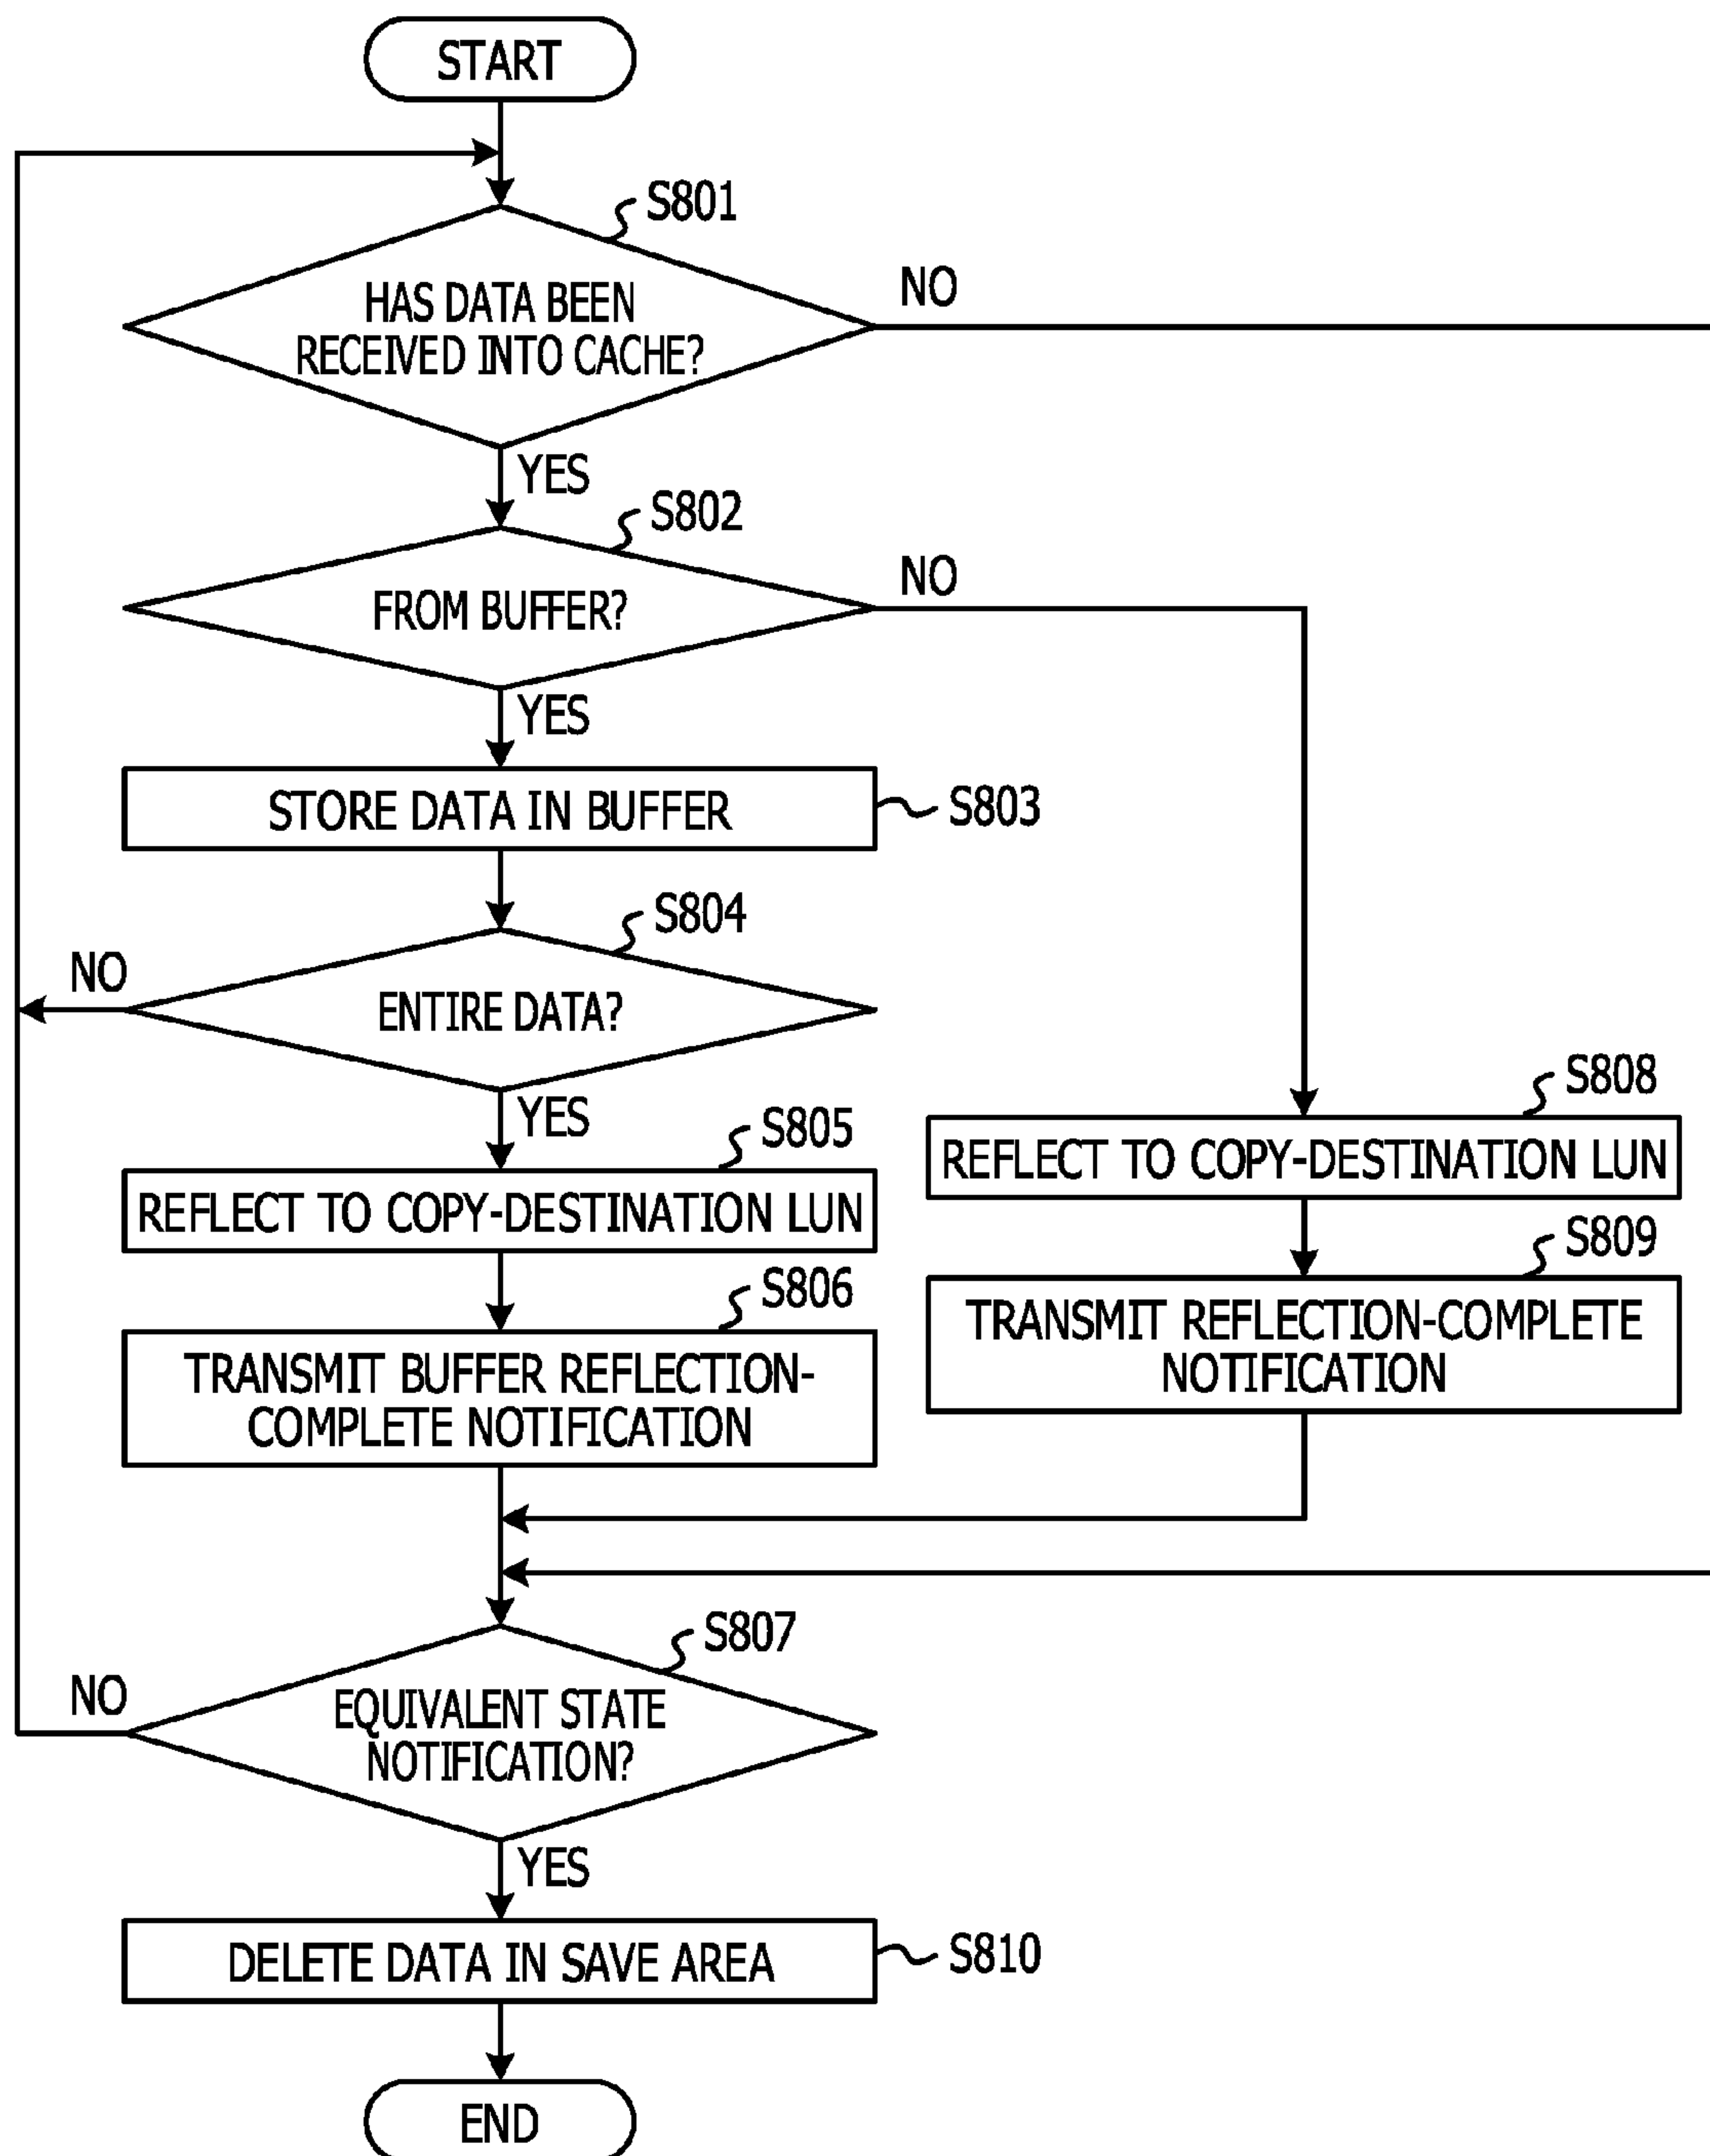 START
S801
HAS DATA BEEN
RECEIVED INTO CACHE?
NO
YES
S802
FROM BUFFER?
NO
YES
STORE DATA IN BUFFER
S803
S804
NO
ENTIRE DATA?
YES
S805
REFLECT TO COPY-DESTINATION LUN
S806
TRANSMIT BUFFER REFLECTION-
COMPLETE NOTIFICATION
S808
REFLECT TO COPY-DESTINATION LUN
S809
TRANSMIT REFLECTION-COMPLETE
NOTIFICATION
S807
NO
EQUIVALENT STATE
NOTIFICATION?
YES
DELETE DATA IN SAVE AREA
S810
END